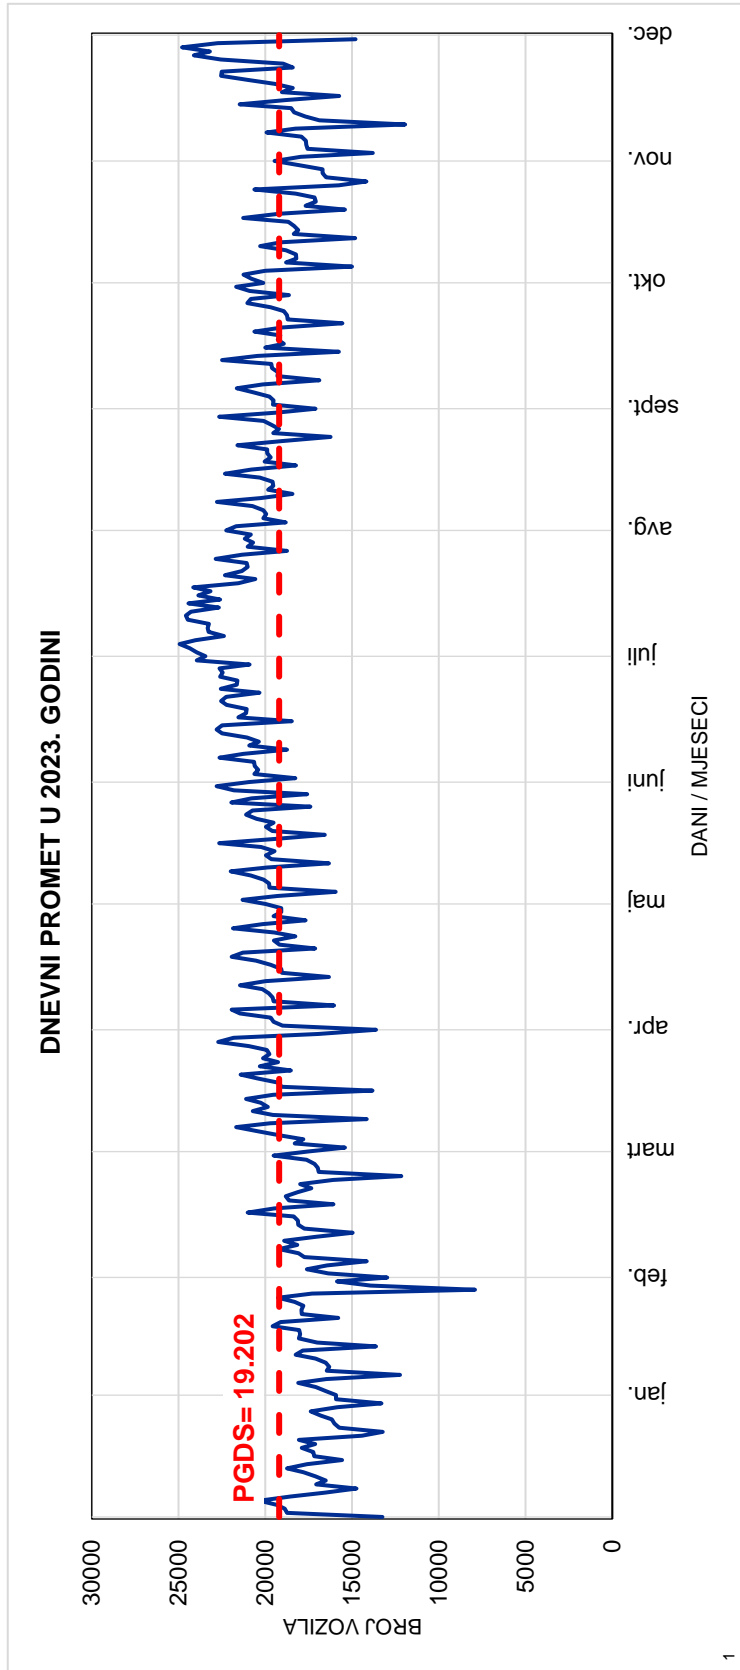 DNEVNI PROMET U 2023. GODINI
30000
25000
20000
15000
10000
5000
0
BROJ VOZILA
PGDS= 19.202
jan.
feb.
mart
apr.
maj
juni
juli
avg.
sept.
okt.
nov.
dec.
DANI / MJESECI
1